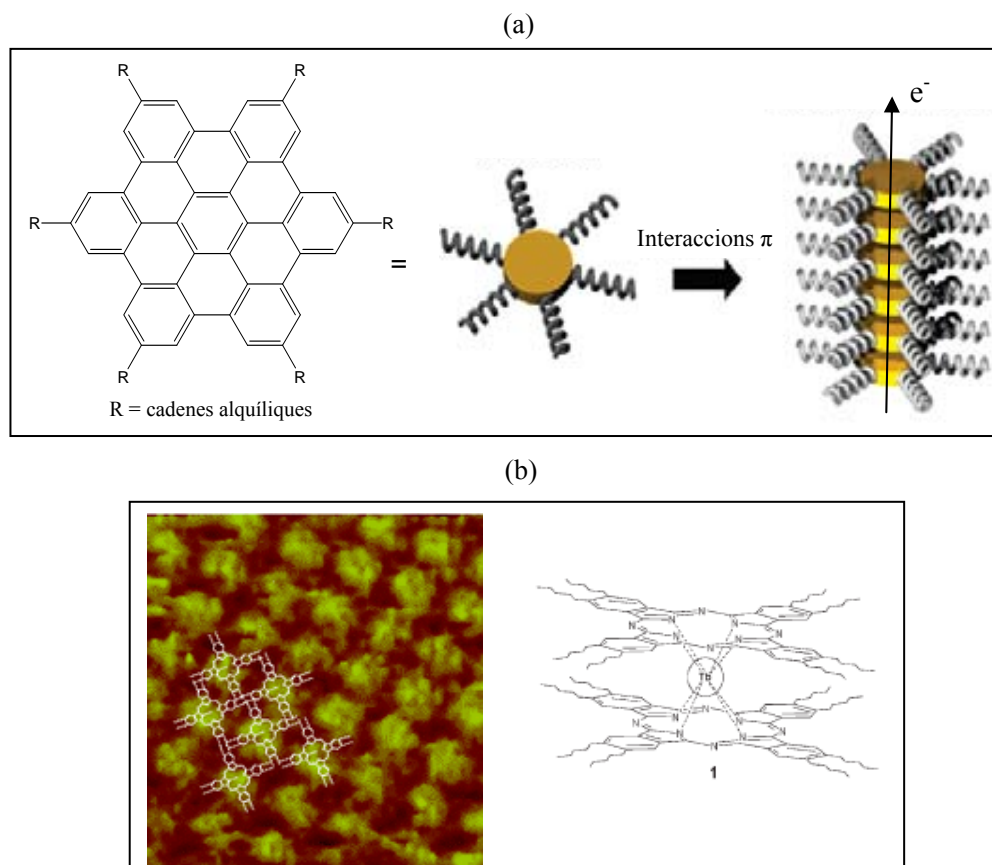 (a)
R R
e-
R R
Interaccions π
=
R R
R = cadenes alquíliques
(b)
N
N N N N
N N N
Tb
N
N N N N
N N N
1